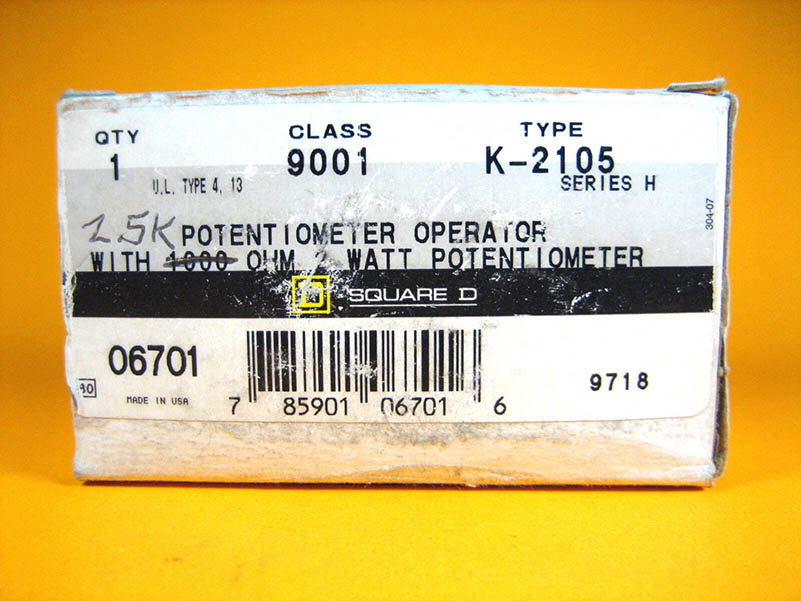 QTY CLASS TYPE
1 9001 K-2105
U.L. TYPE 4, 13 SERIES H
304-07
2.5K POTENTIOMETER OPERATOR
WITH 1000 OHM 2 WATT POTENTIOMETER
D SQUARE D
06701
9718
MADE IN USA
7 85901 06701 6